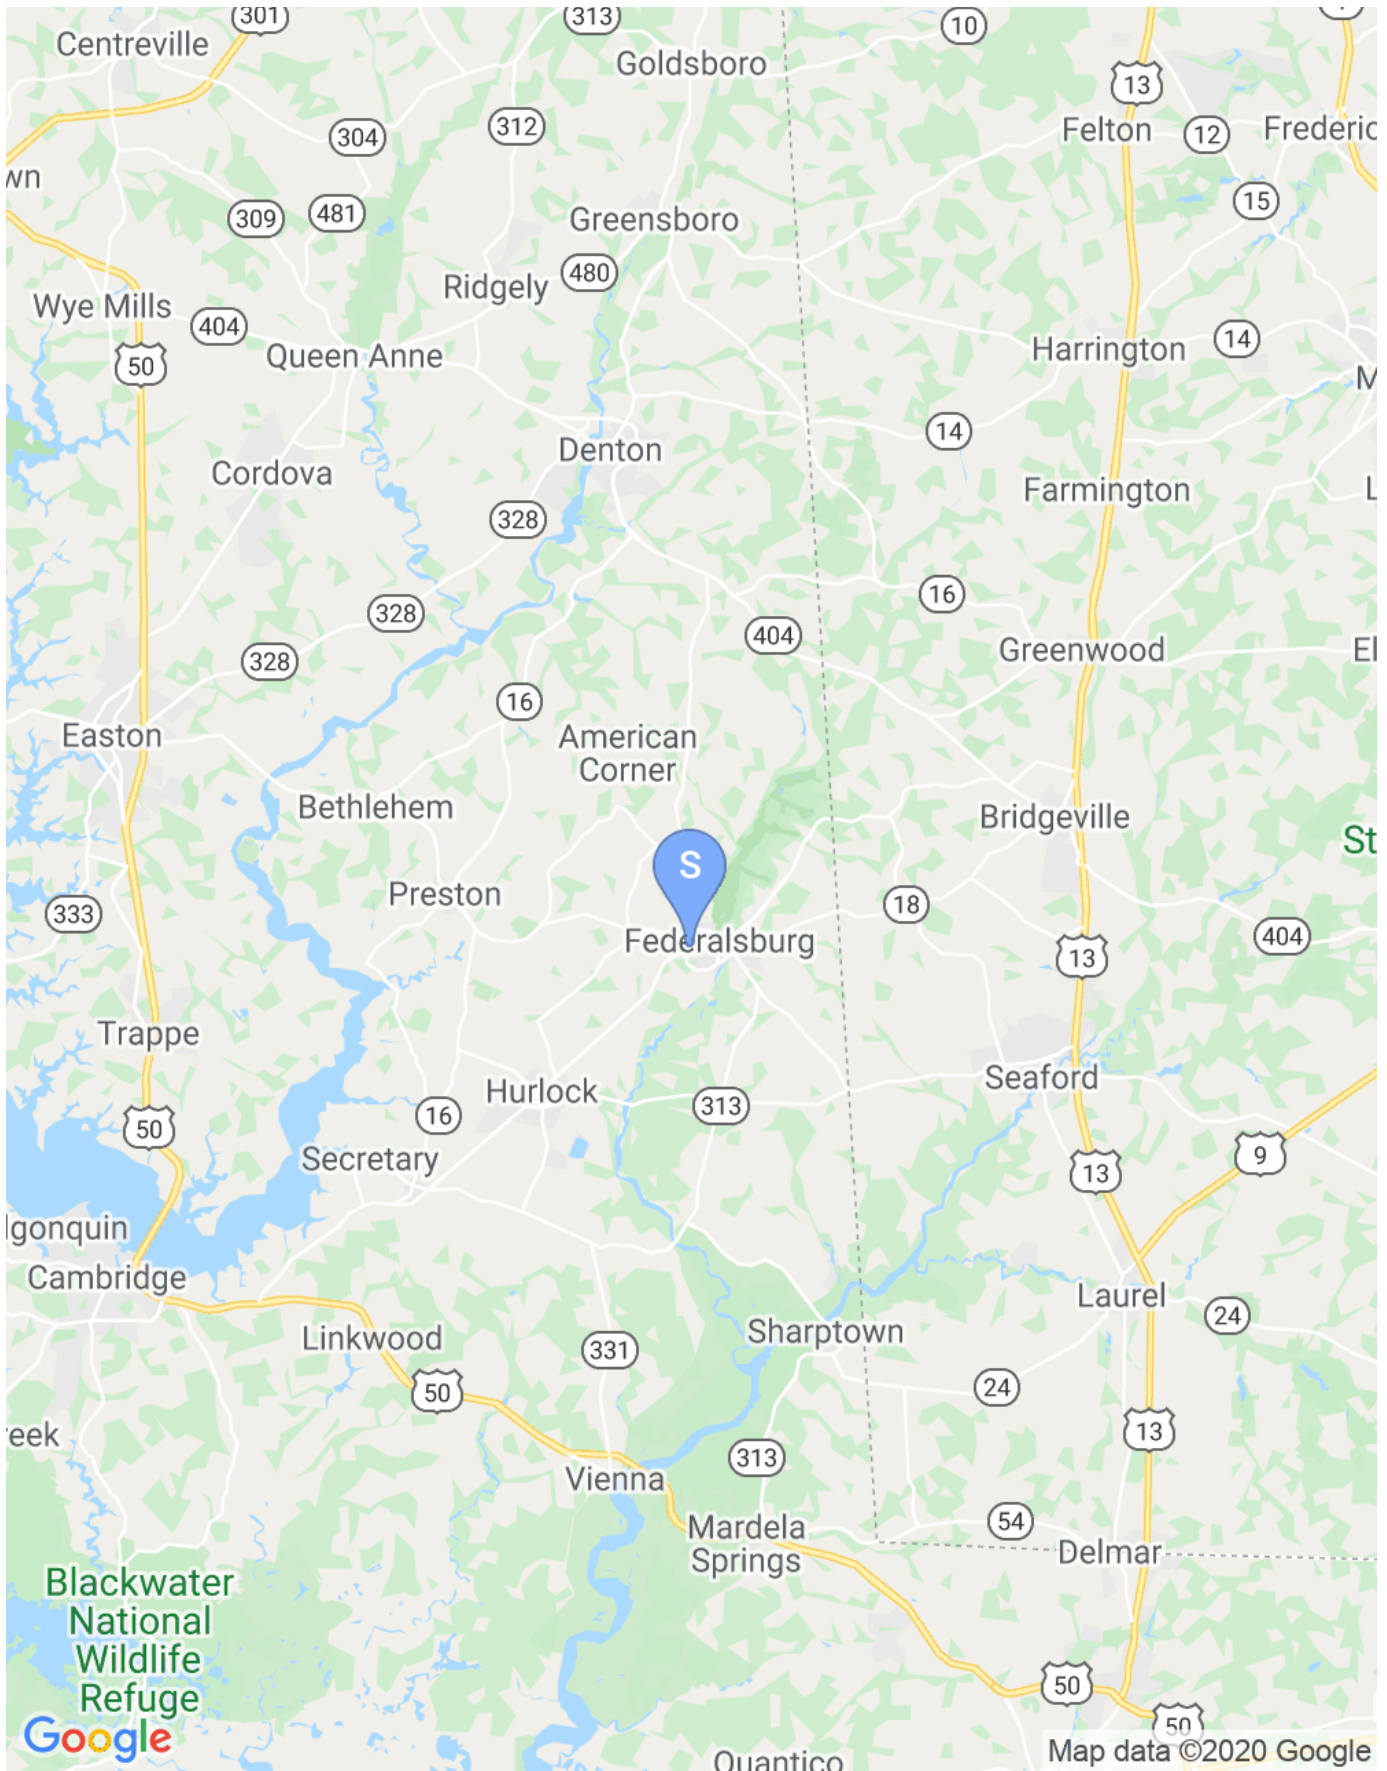 301
313
10
Centreville
Goldsboro
13
312
304
Felton
12
Frederic
wn
15
309
481
Greensboro
480
Ridgely
Wye Mills
404
14
Harrington
Queen Anne
50
M
14
Denton
Cordova
Farmington
L
328
16
328
404
Greenwood
El
328
16
Easton
American
Corner
Bethlehem
Bridgeville
St
S
Preston
18
333
Federalsburg
404
13
Trappe
Seaford
Hurlock
313
16
50
Secretary
9
13
lgonquin
Cambridge
Laurel
24
Sharptown
Linkwood
331
24
50
13
reek
313
Vienna
54
Mardela
Springs
Delmar
Blackwater
National
Wildlife
Refuge
50
50
Google
Map data ©2020 Google
Quantico